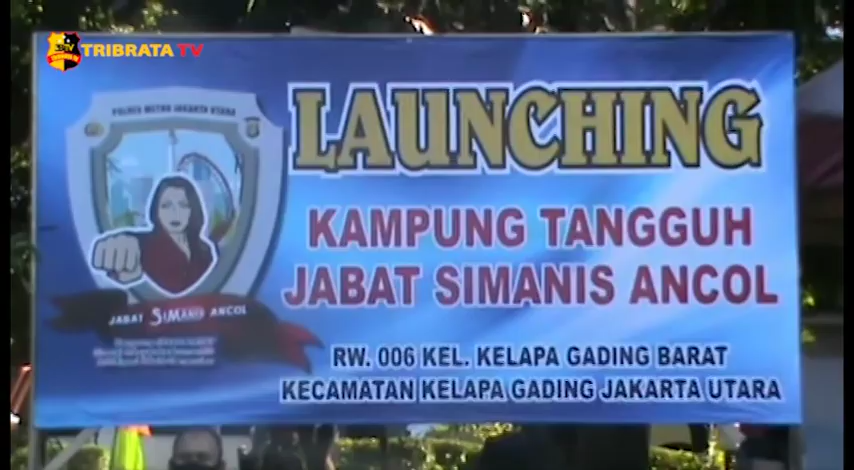 TRIBRATA TV
POLRES METRO JAKARTA UTARA
LAUNCHING
KAMPUNG TANGGUH
JABAT SIMANIS ANCOL
JABAT SIMANIS ANCOL
RW. 006 KEL. KELAPA GADING BARAT
KECAMATAN KELAPA GADING JAKARTA UTARA